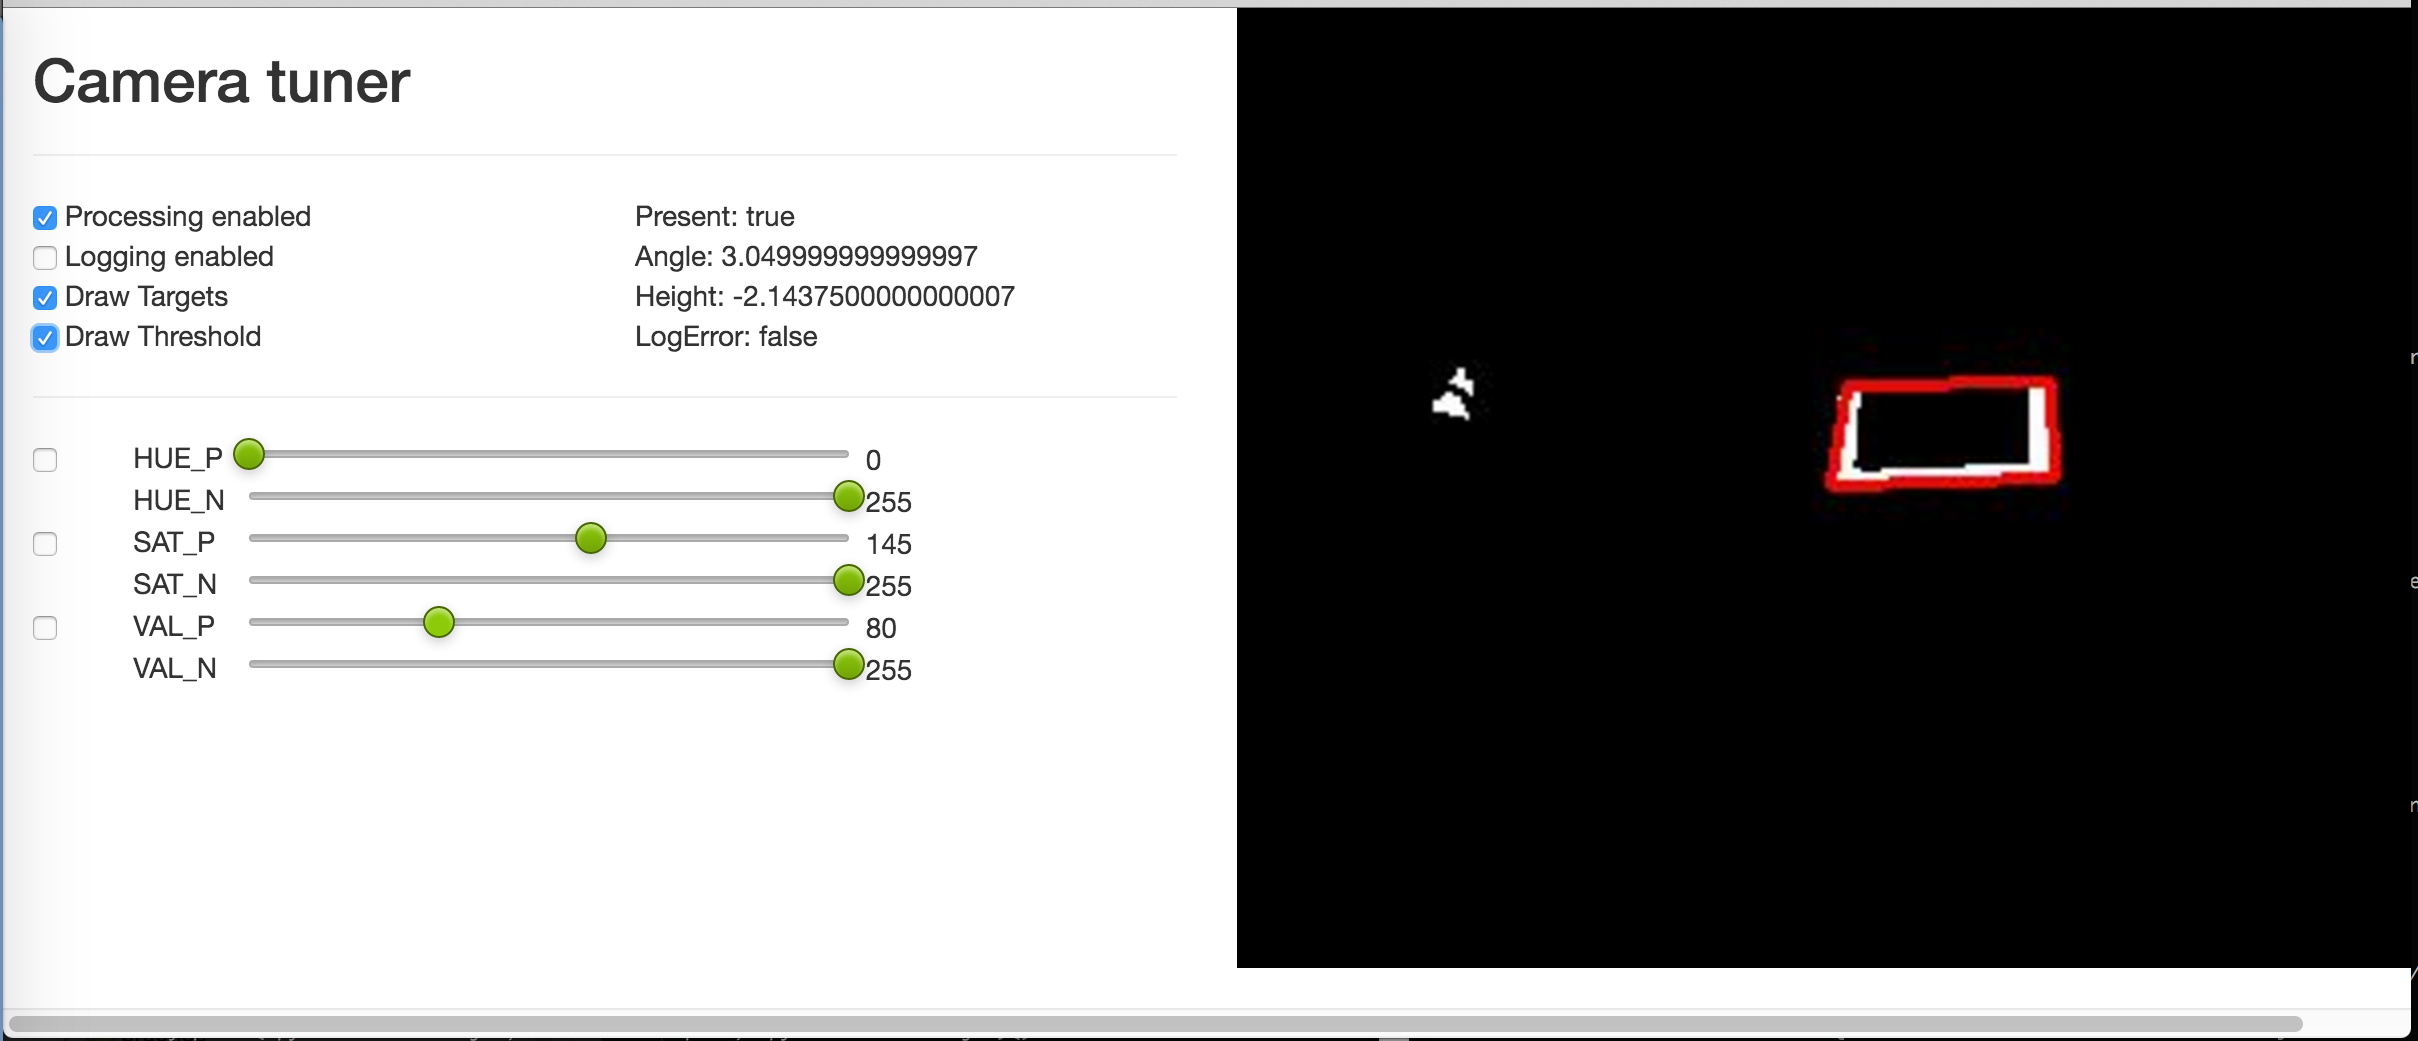 Camera tuner
Processing enabled
Logging enabled
Draw Targets
Draw Threshold
Present: true
Angle: 3.049999999999997
Height: -2.1437500000000007
LogError: false
HUE_P 0
HUE_N 255
SAT_P 145
SAT_N 255
VAL_P 80
VAL_N 255